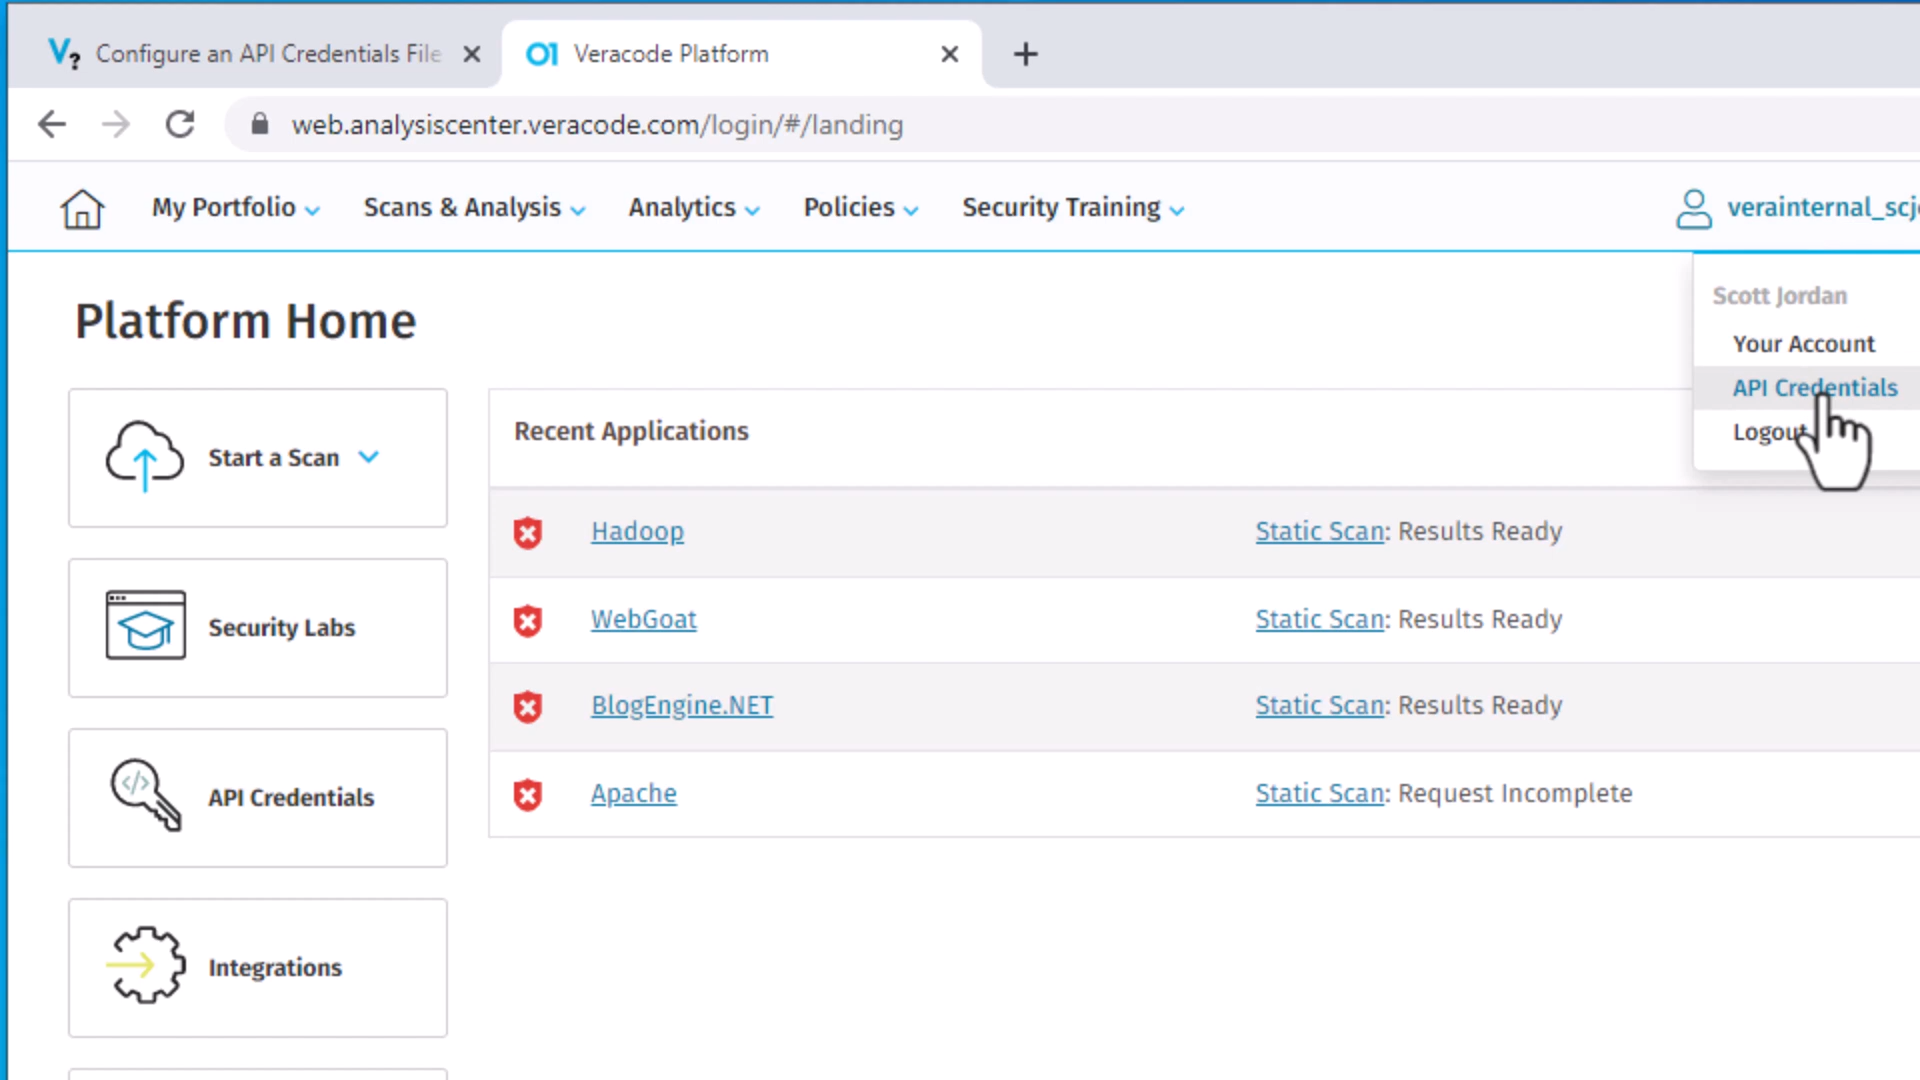 Configure an API Credentials File
Veracode Platform
web.analysiscenter.veracode.com/login/#/landing
My Portfolio
Scans & Analysis
Analytics
Policies
Security Training
verainternal_scj
Scott Jordan
Your Account
API Credentials
Logout
Platform Home
Start a Scan
Security Labs
API Credentials
Integrations
Recent Applications
Hadoop Static Scan: Results Ready
WebGoat Static Scan: Results Ready
BlogEngine.NET Static Scan: Results Ready
Apache Static Scan: Request Incomplete